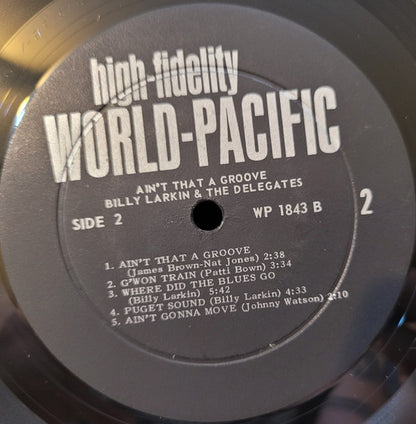 high-fidelity
WORLD-PACIFIC
AIN'T THAT A GROOVE
BILLY LARKIN & THE DELEGATES
SIDE 2 WP 1843 B 2
1. AIN'T THAT A GROOVE
(James Brown-Nat Jones) 2:38
2. G'WON TRAIN (Patti Bown) 3:34
3. WHERE DID THE BLUES GO
(Billy Larkin) 5:42
4. PUGET SOUND (Billy Larkin) 4:33
5. AIN'T GONNA MOVE (Johnny Watson) 2:10